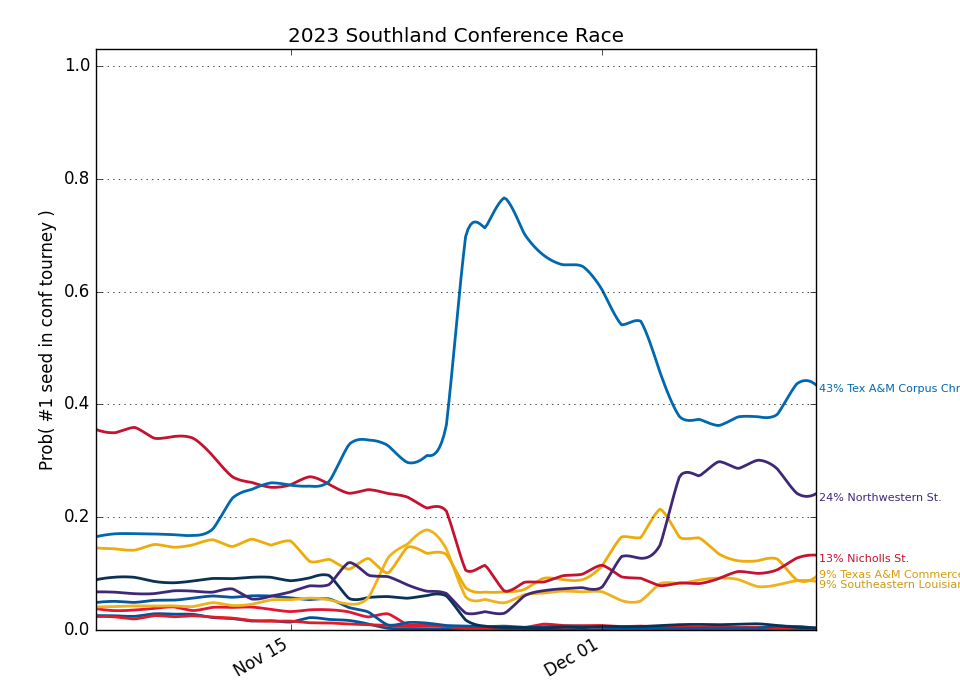 2023 Southland Conference Race
Prob( #1 seed in conf tourney )
1.0
0.8
0.6
0.4
0.2
0.0
Nov 15
Dec 01
43% Tex A&M Corpus Chr
24% Northwestern St.
13% Nicholls St.
9% Texas A&M Commerc
9% Southeastern Louisian